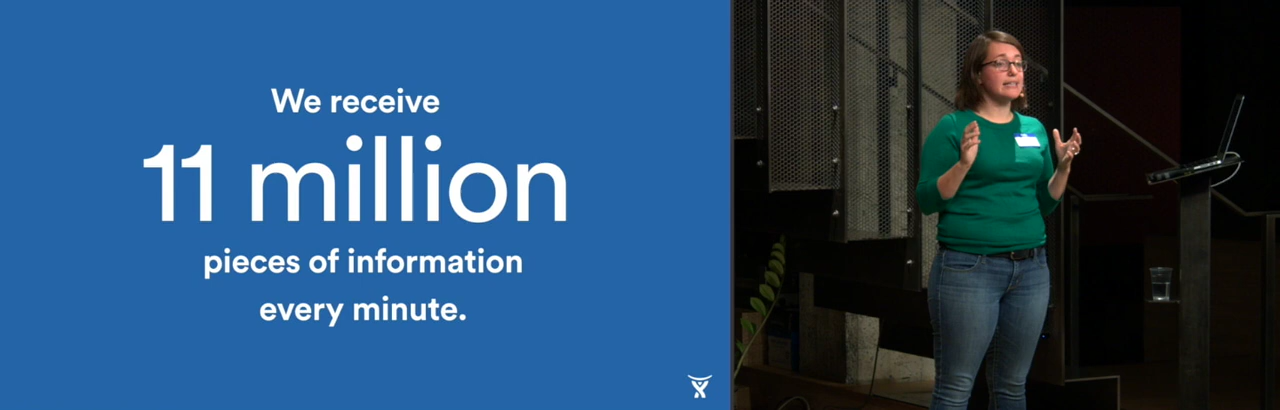 We receive
11 million
pieces of information
every minute.